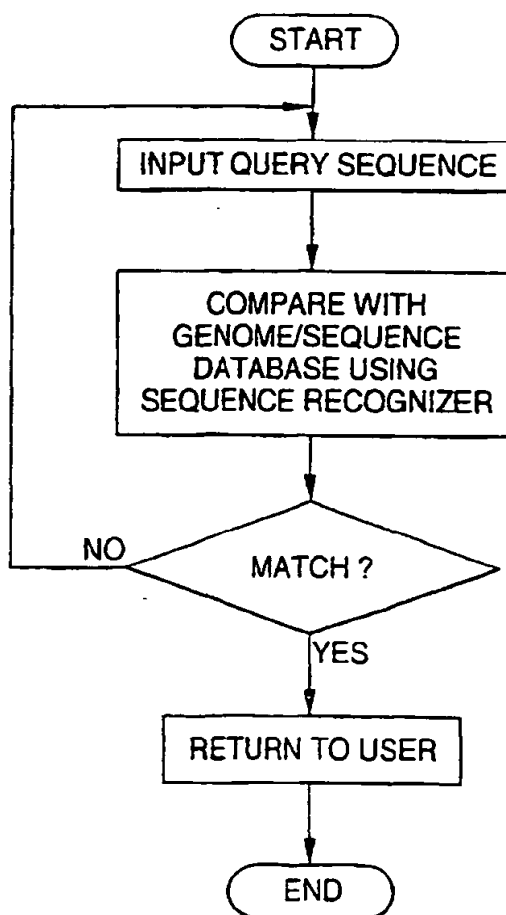 START
INPUT QUERY SEQUENCE
COMPARE WITH
GENOME/SEQUENCE
DATABASE USING
SEQUENCE RECOGNIZER
NO
MATCH ?
YES
RETURN TO USER
END